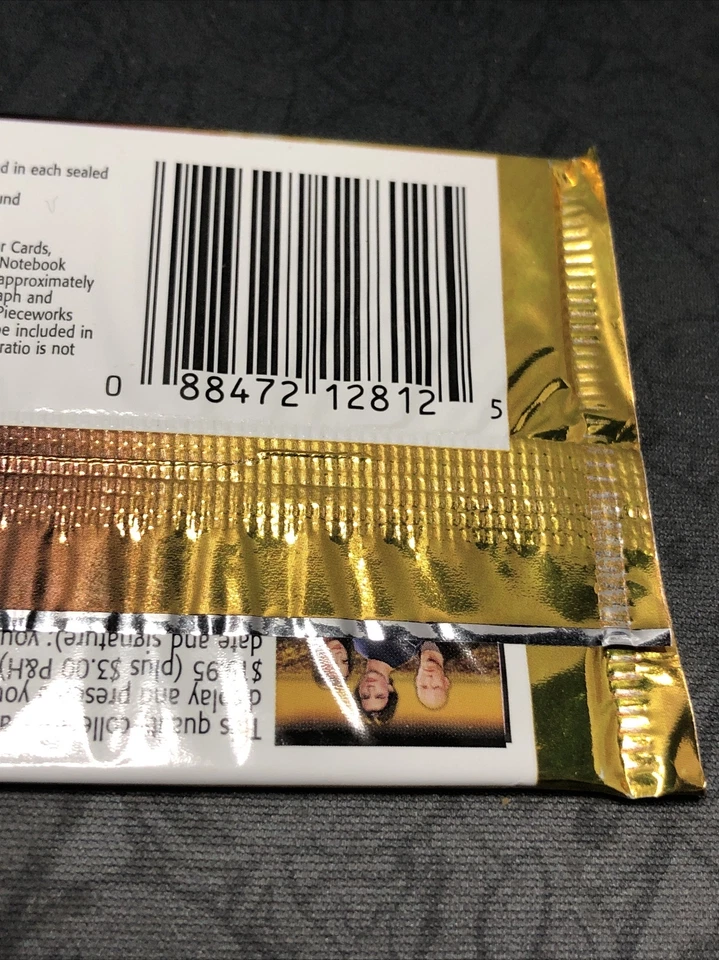 d in each sealed
und
r Cards,
Notebook
approximately
aph and
Pieceworks
be included in
ratio is not
0 88472 12812 5
This quality colle
display and preserve you
95 (plus $3.00 P&H)
date and signature): you